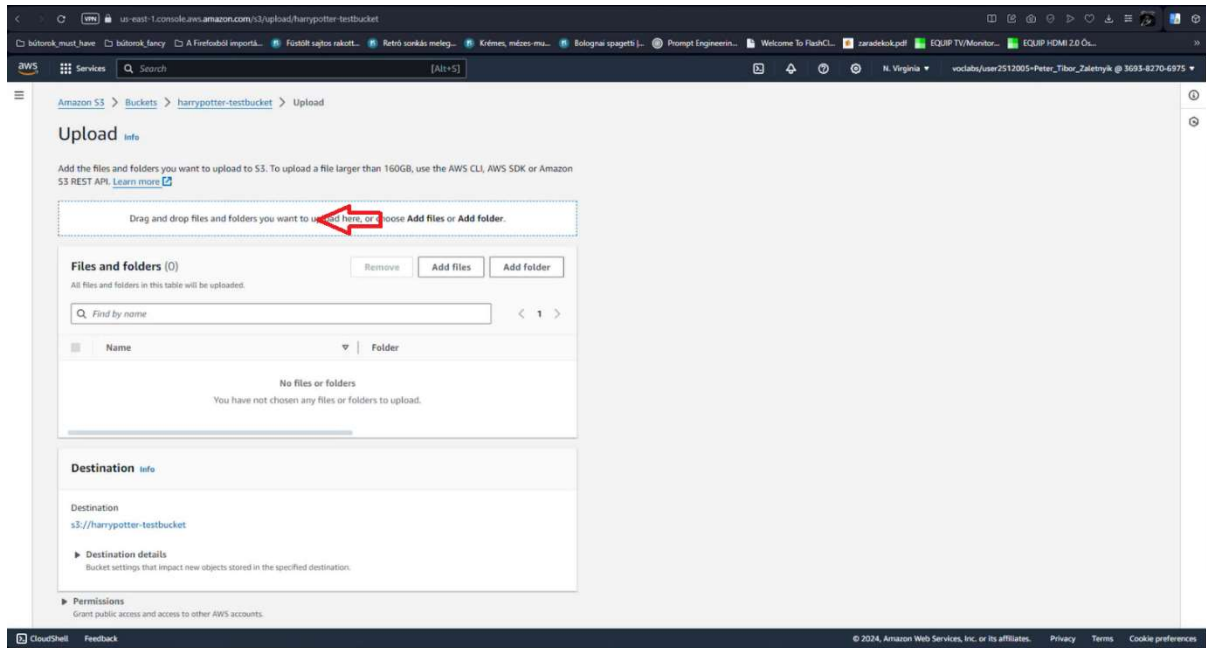 VPN us-east-1.console.aws.amazon.com/s3/upload/harrypotter-testbucket
bútorok_must_have bútorok_fancy A Firefoxból importá... Füstölt sajtos rakott... Retró sonkás meleg... Krémes, mézes-mu... Bolognai spagetti |... Prompt Engineerin... Welcome To FlashCl... zaradekok.pdf EQUIP TV/Monitor... EQUIP HDMI 2.0 Ös... »
aws Services Search [Alt+S] N. Virginia voclabs/user2512005=Peter_Tibor_Zaletnyik @ 3693-8270-6975
Amazon S3 > Buckets > harrypotter-testbucket > Upload
Upload Info
Add the files and folders you want to upload to S3. To upload a file larger than 160GB, use the AWS CLI, AWS SDK or Amazon
S3 REST API. Learn more
Drag and drop files and folders you want to upload here, or choose Add files or Add folder.
Files and folders (0) Remove Add files Add folder
All files and folders in this table will be uploaded.
Find by name < 1 >
Name Folder
No files or folders
You have not chosen any files or folders to upload.
Destination Info
Destination
s3://harrypotter-testbucket
Destination details
Bucket settings that impact new objects stored in the specified destination.
Permissions
Grant public access and access to other AWS accounts.
CloudShell Feedback © 2024, Amazon Web Services, Inc. or its affiliates. Privacy Terms Cookie preferences